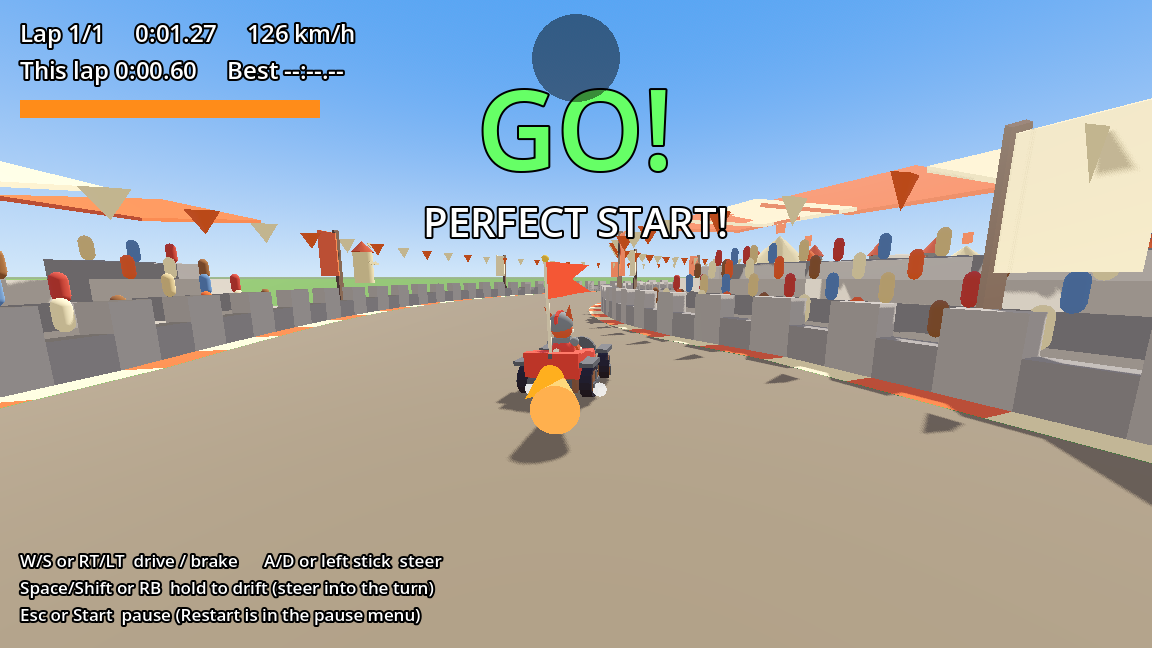 Lap 1/1 0:01.27 126 km/h
This lap 0:00.60 Best --:--.--
GO!
PERFECT START!
W/S or RT/LT drive / brake A/D or left stick steer
Space/Shift or RB hold to drift (steer into the turn)
Esc or Start pause (Restart is in the pause menu)